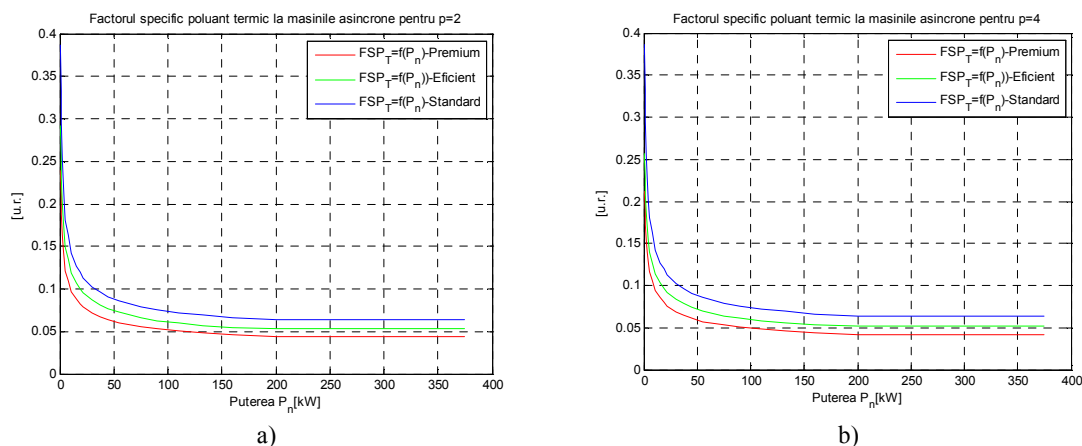 Factorul specific poluant termic la masinile asincrone pentru p=2
0.4
0.35
0.3
0.25
0.2
0.15
0.1
0.05
0
[u.r.]
FSP_T=f(P_n)-Premium
FSP_T=f(P_n))-Eficient
FSP_T=f(P_n)-Standard
0 50 100 150 200 250 300 350 400
Puterea P_n[kW]
a)
Factorul specific poluant termic la masinile asincrone pentru p=4
0.4
0.35
0.3
0.25
0.2
0.15
0.1
0.05
0
[u.r.]
FSP_T=f(P_n)-Premium
FSP_T=f(P_n))-Eficient
FSP_T=f(P_n)-Standard
0 50 100 150 200 250 300 350 400
Puterea P_n[kW]
b)